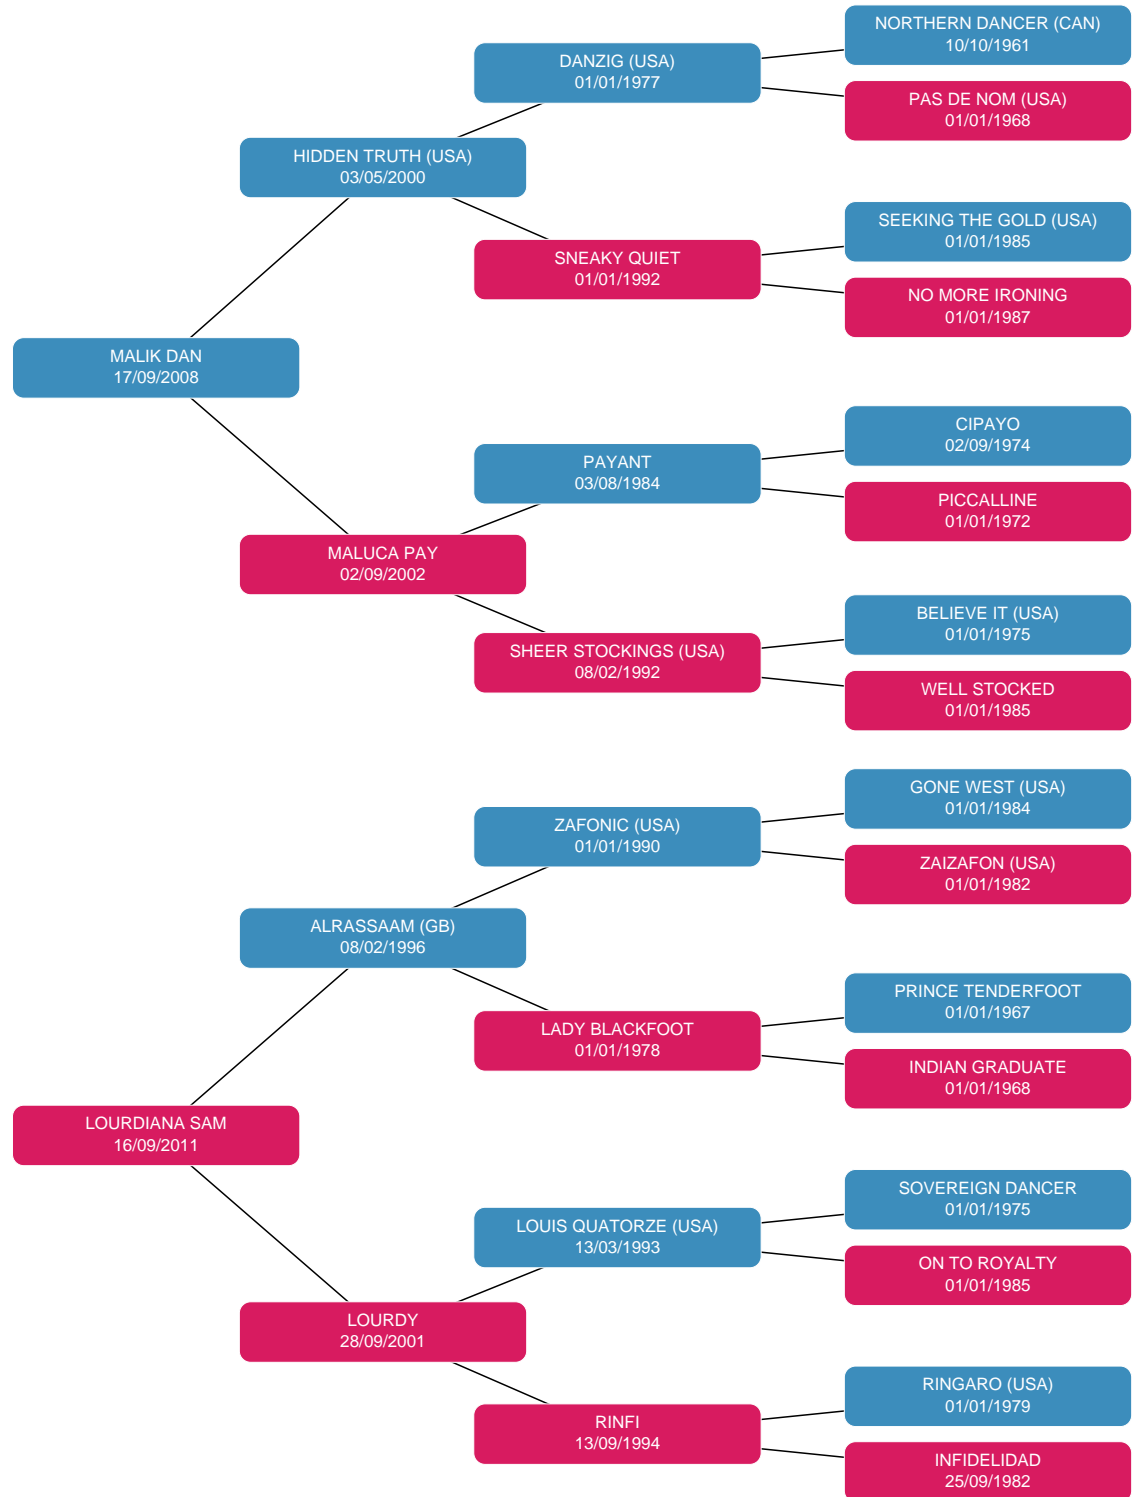 NORTHERN DANCER (CAN)
10/10/1961
DANZIG (USA)
01/01/1977
PAS DE NOM (USA)
01/01/1968
HIDDEN TRUTH (USA)
03/05/2000
SEEKING THE GOLD (USA)
01/01/1985
SNEAKY QUIET
01/01/1992
NO MORE IRONING
01/01/1987
MALIK DAN
17/09/2008
CIPAYO
02/09/1974
PAYANT
03/08/1984
PICCALLINE
01/01/1972
MALUCA PAY
02/09/2002
BELIEVE IT (USA)
01/01/1975
SHEER STOCKINGS (USA)
08/02/1992
WELL STOCKED
01/01/1985
GONE WEST (USA)
01/01/1984
ZAFONIC (USA)
01/01/1990
ZAIZAFON (USA)
01/01/1982
ALRASSAAM (GB)
08/02/1996
PRINCE TENDERFOOT
01/01/1967
LADY BLACKFOOT
01/01/1978
INDIAN GRADUATE
01/01/1968
LOURDIANA SAM
16/09/2011
SOVEREIGN DANCER
01/01/1975
LOUIS QUATORZE (USA)
13/03/1993
ON TO ROYALTY
01/01/1985
LOURDY
28/09/2001
RINGARO (USA)
01/01/1979
RINFI
13/09/1994
INFIDELIDAD
25/09/1982